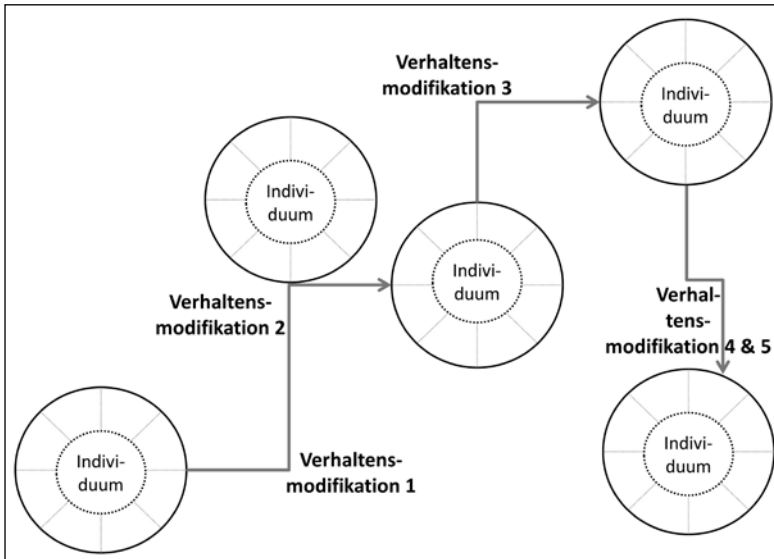 Verhaltens-
modifikation 3
Indivi-
duum
Indivi-
duum
Indivi-
duum
Verhaltens-
modifikation 2
Verhal-
tens-
modifikation 4 & 5
Indivi-
duum
Verhaltens-
modifikation 1
Indivi-
duum